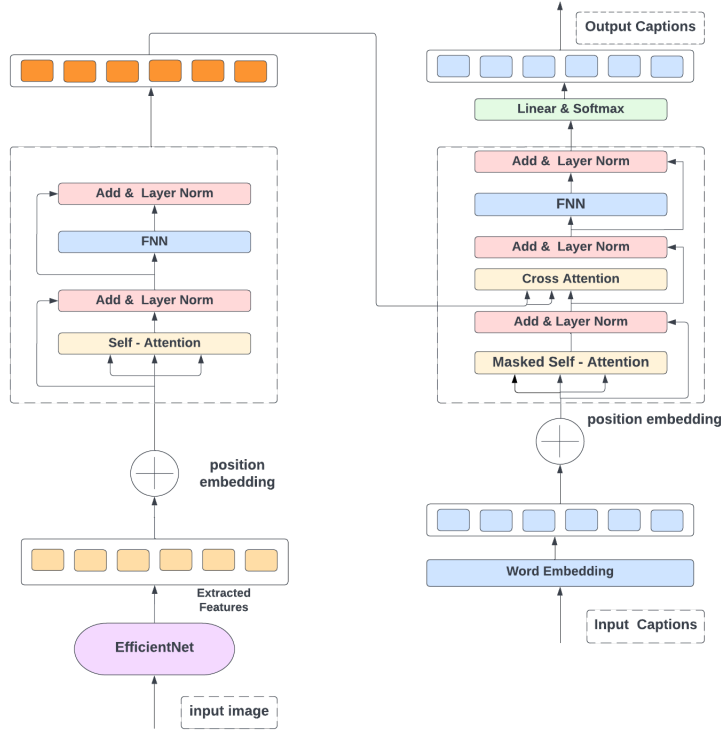 Output Captions
Linear & Softmax
Add & Layer Norm
FNN
Add & Layer Norm
Cross Attention
Add & Layer Norm
Masked Self - Attention
position embedding
Word Embedding
Input Captions
Add & Layer Norm
FNN
Add & Layer Norm
Self - Attention
position
embedding
Extracted
Features
EfficientNet
input image